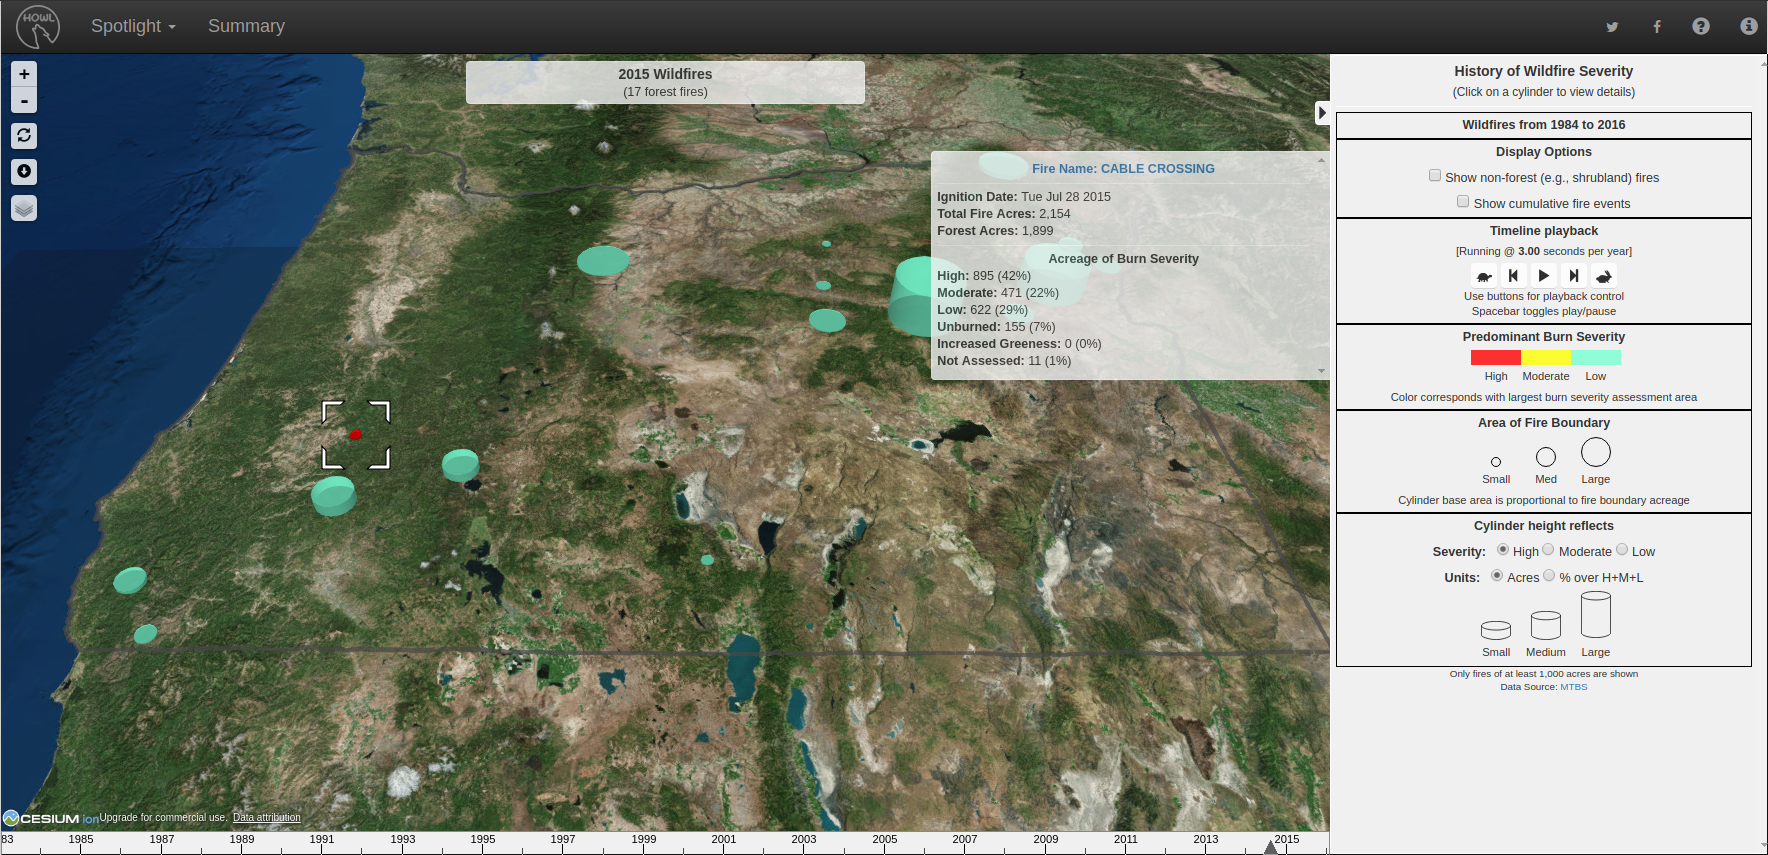 HOWL
Spotlight
Summary
+
-
2015 Wildfires
(17 forest fires)
Fire Name: CABLE CROSSING
Ignition Date: Tue Jul 28 2015
Total Fire Acres: 2,154
Forest Acres: 1,899
Acreage of Burn Severity
High: 895 (42%)
Moderate: 471 (22%)
Low: 622 (29%)
Unburned: 155 (7%)
Increased Greeness: 0 (0%)
Not Assessed: 11 (1%)
History of Wildfire Severity
(Click on a cylinder to view details)
Wildfires from 1984 to 2016
Display Options
Show non-forest (e.g., shrubland) fires
Show cumulative fire events
Timeline playback
[Running @ 3.00 seconds per year]
Use buttons for playback control
Spacebar toggles play/pause
Predominant Burn Severity
High Moderate Low
Color corresponds with largest burn severity assessment area
Area of Fire Boundary
Small Med Large
Cylinder base area is proportional to fire boundary acreage
Cylinder height reflects
Severity: High Moderate Low
Units: Acres % over H+M+L
Small Medium Large
Only fires of at least 1,000 acres are shown
Data Source: MTBS
CESIUM ion Upgrade for commercial use. Data attribution
83 1985 1987 1989 1991 1993 1995 1997 1999 2001 2003 2005 2007 2009 2011 2013 2015